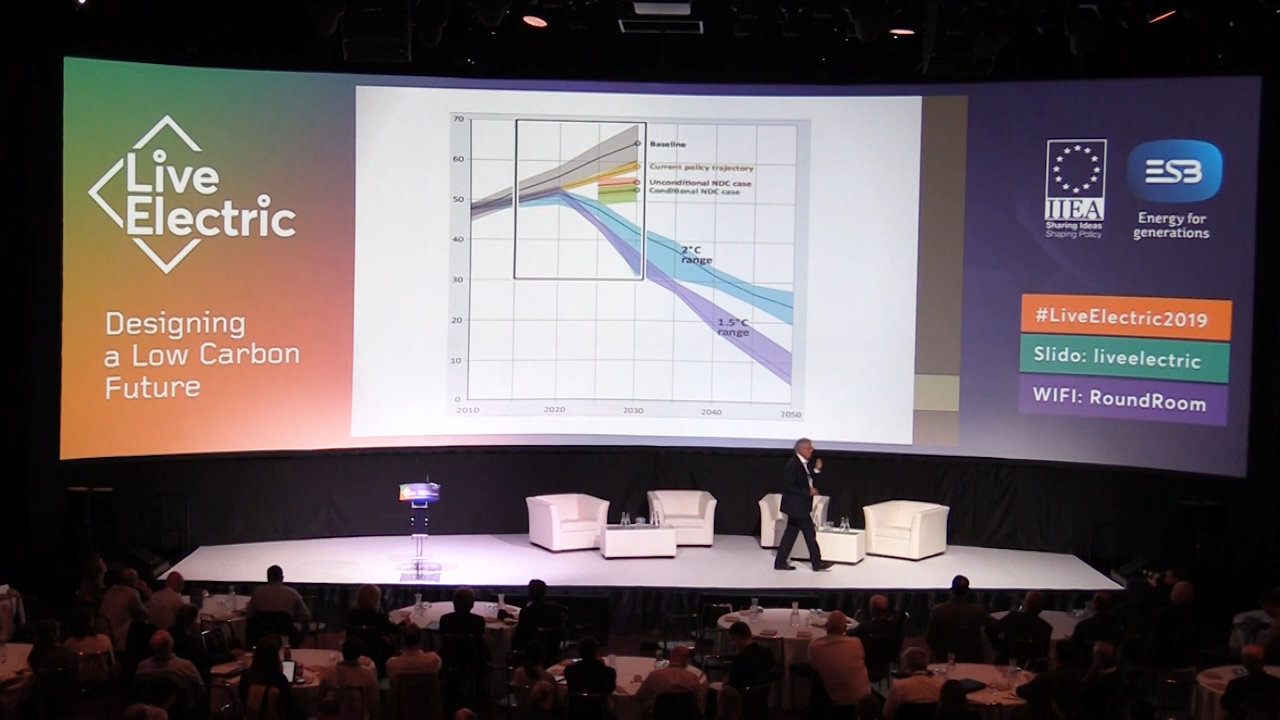 Live
Electric
Designing
a Low Carbon
Future
70
60
50
40
30
20
10
0
2010
2020
2030
2040
2050
Baseline
Current policy trajectory
Unconditional NDC case
Conditional NDC case
2°C
range
1.5°C
range
IIEA
Sharing Ideas
Shaping Policy
ESB
Energy for
generations
#LiveElectric2019
Slido: liveelectric
WIFI: RoundRoom